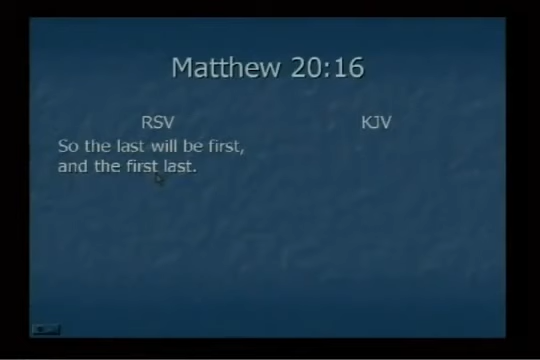 Matthew 20:16
RSV
KJV
So the last will be first,
and the first last.